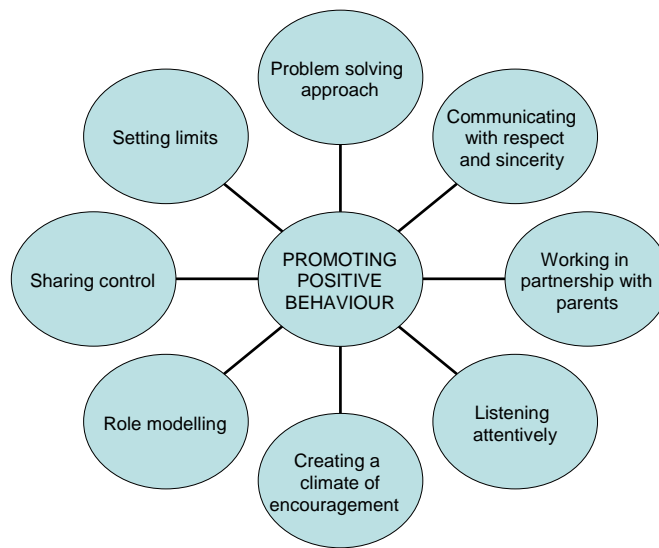 Problem solving
approach
Communicating
with respect
and sincerity
Setting limits
PROMOTING
POSITIVE
BEHAVIOUR
Working in
partnership with
parents
Sharing control
Role modelling
Listening
attentively
Creating a
climate of
encouragement